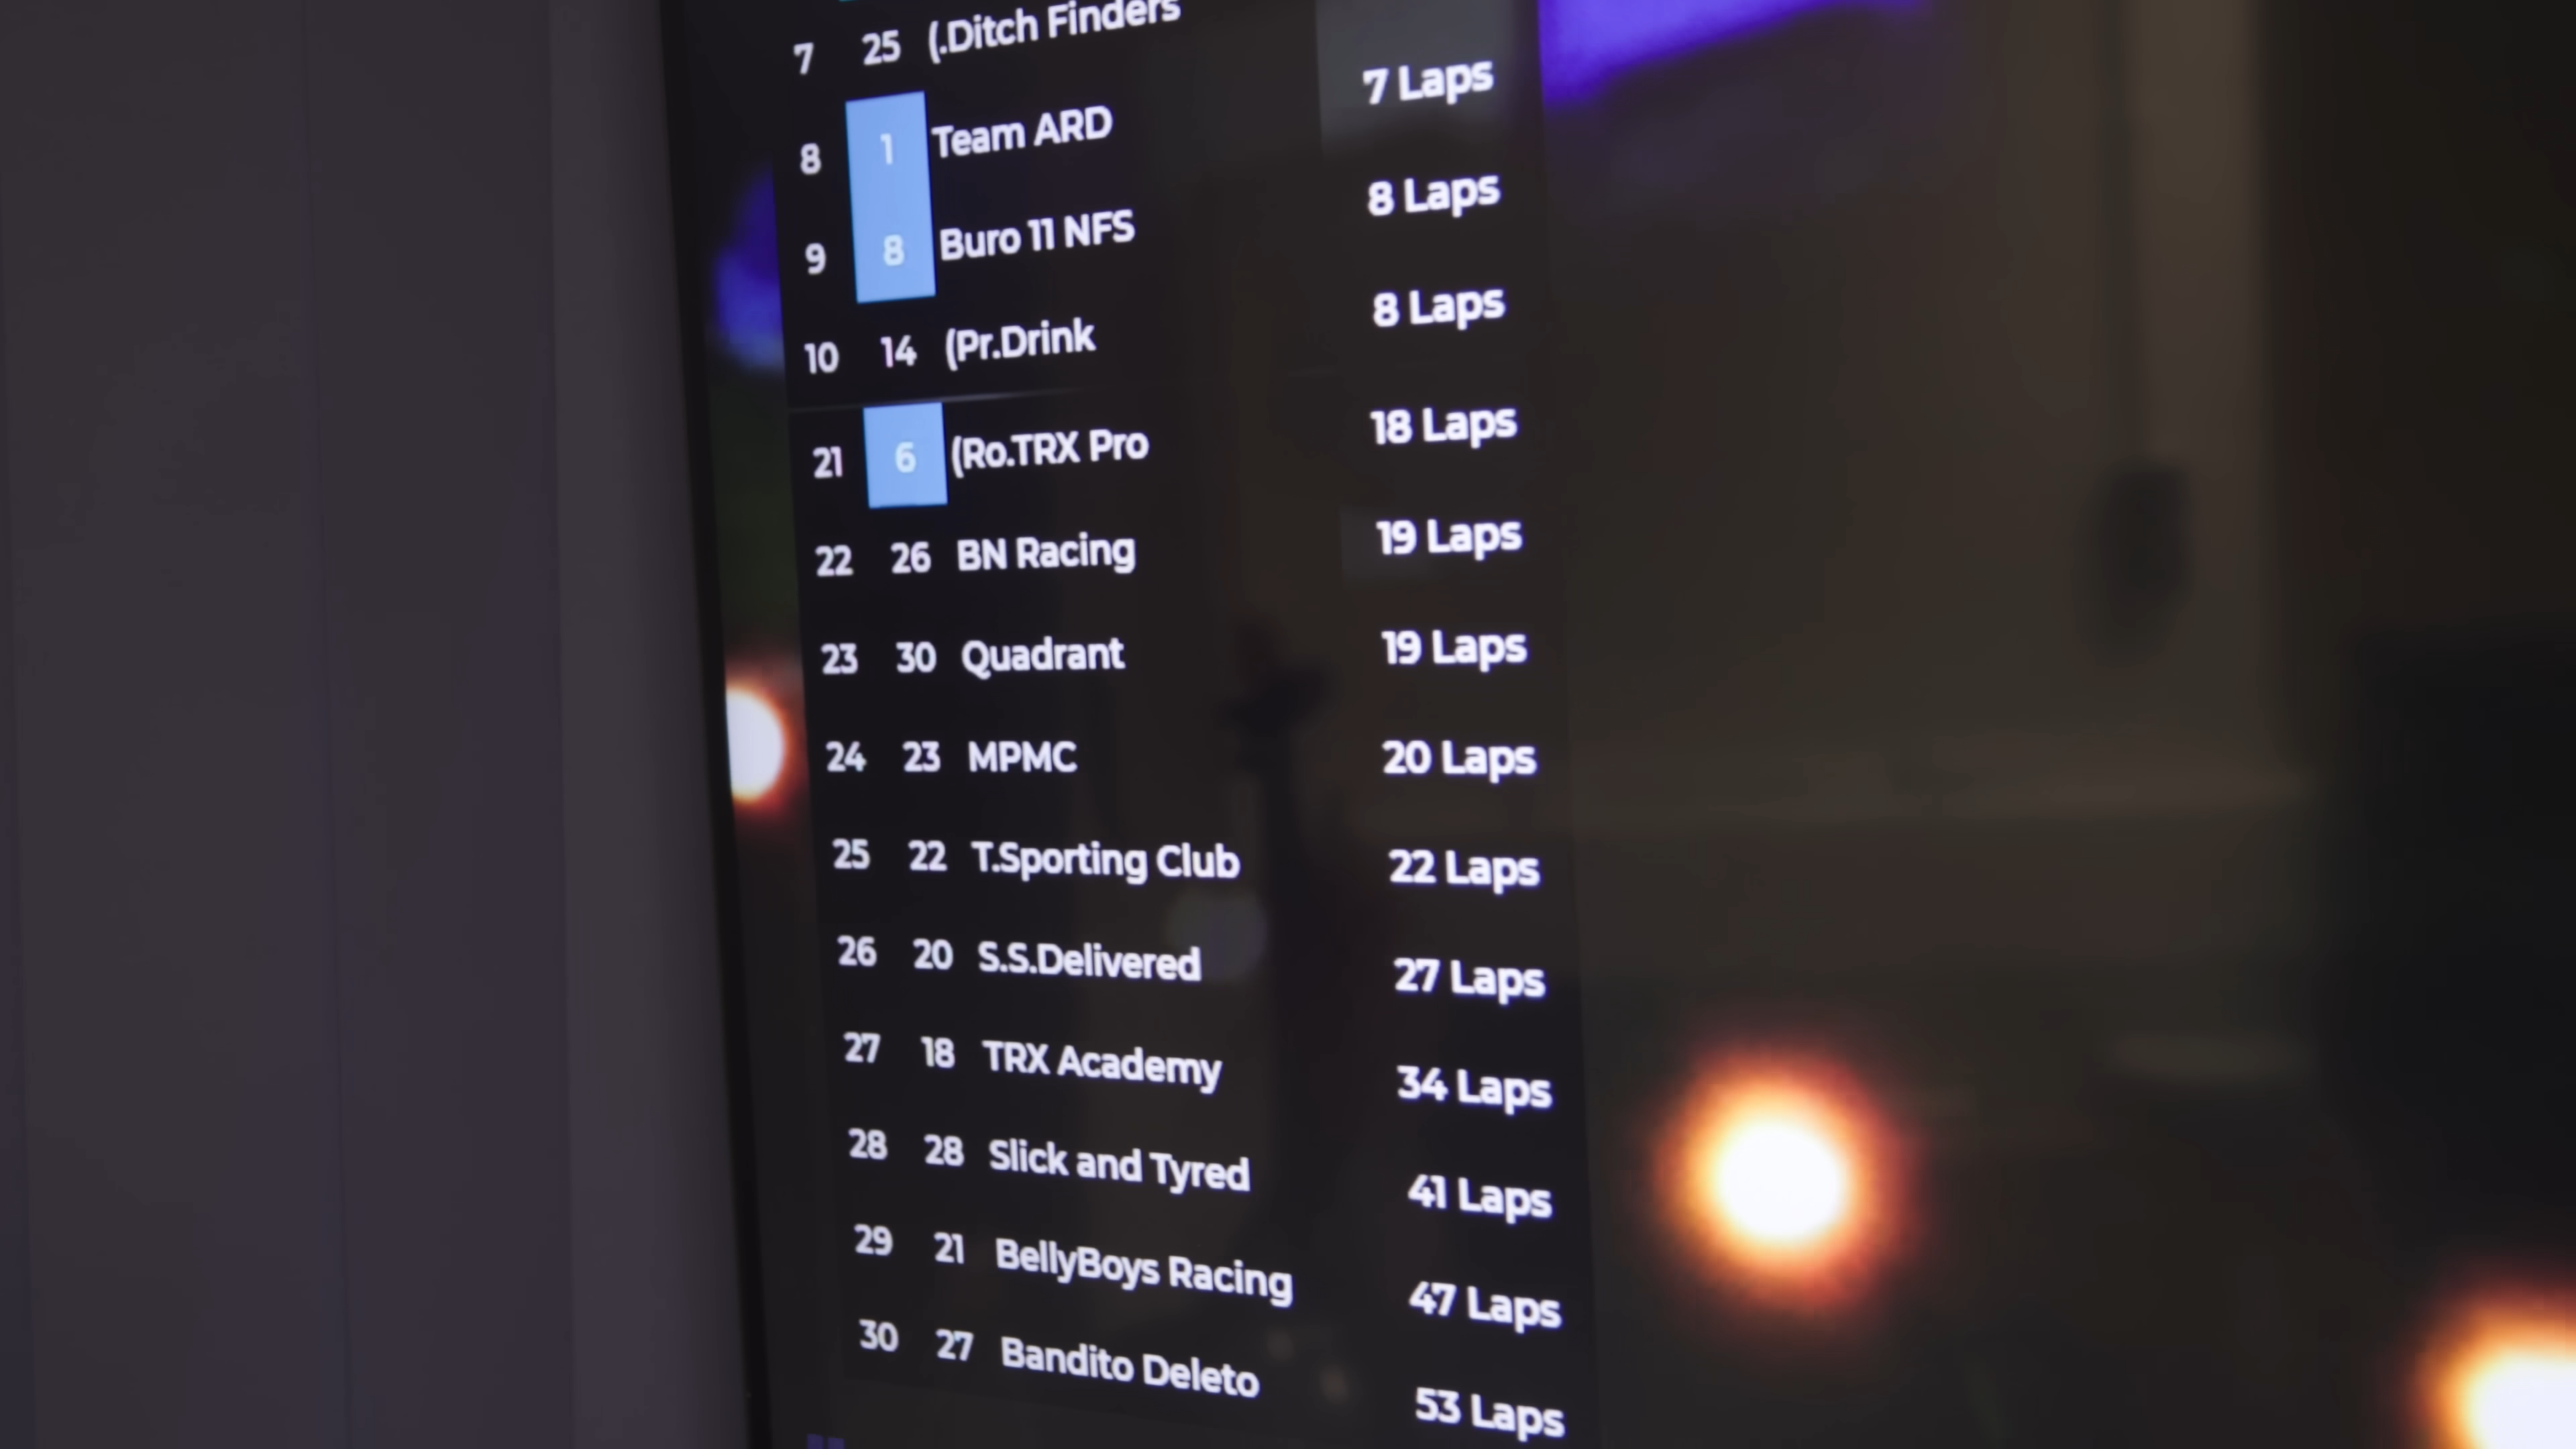 7 25 (.Ditch Finders
8 1 Team ARD 7 Laps
9 8 Buro 11 NFS 8 Laps
10 14 (Pr.Drink 8 Laps
21 6 (Ro.TRX Pro 18 Laps
22 26 BN Racing 19 Laps
23 30 Quadrant 19 Laps
24 23 MPMC 20 Laps
25 22 T.Sporting Club 22 Laps
26 20 S.S.Delivered 27 Laps
27 18 TRX Academy 34 Laps
28 28 Slick and Tyred 41 Laps
29 21 BellyBoys Racing 47 Laps
30 27 Bandito Deleto 53 Laps